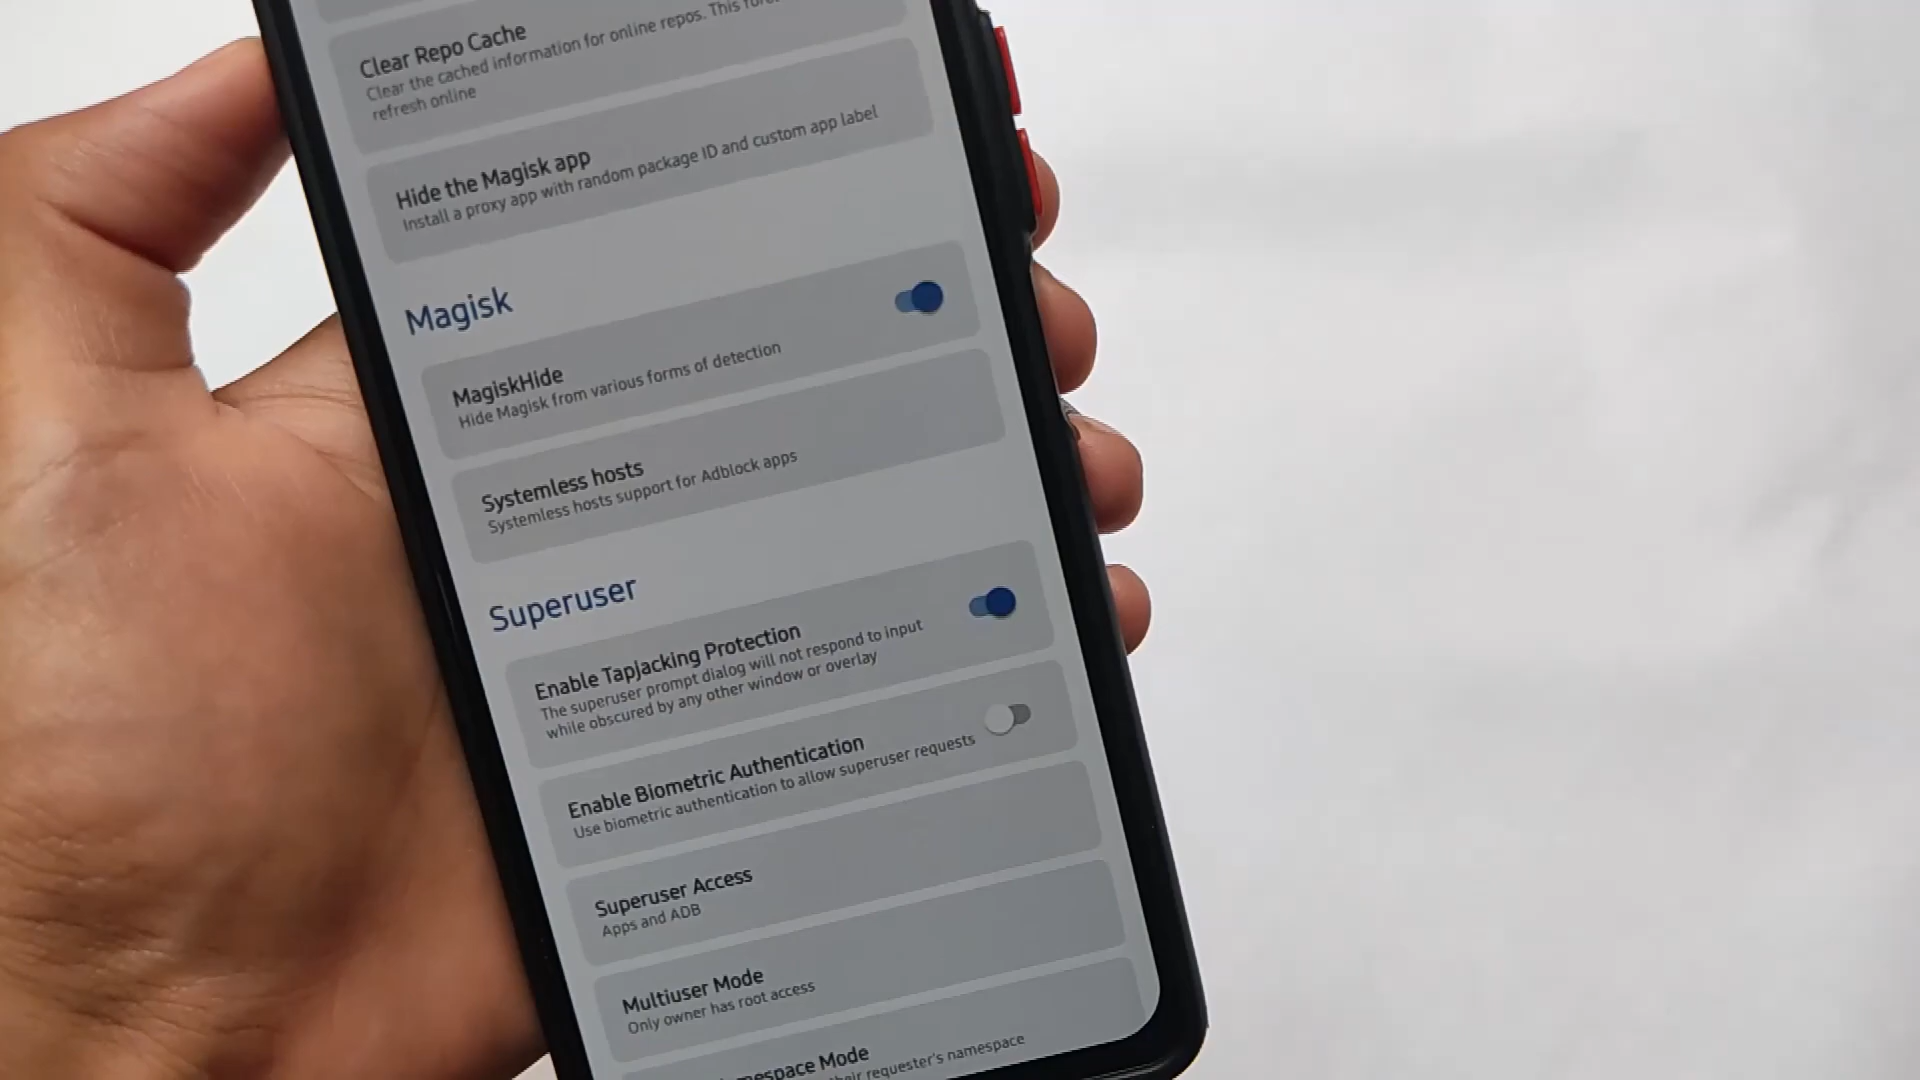 Clear Repo Cache
Clear the cached information for online repos. This
refresh online
Hide the Magisk app
Install a proxy app with random package ID and custom app label
Magisk
MagiskHide
Hide Magisk from various forms of detection
Systemless hosts
Systemless hosts support for Adblock apps
Superuser
Enable Tapjacking Protection
The superuser prompt dialog will not respond to input
while obscured by any other window or overlay
Enable Biometric Authentication
Use biometric authentication to allow superuser requests
Superuser Access
Apps and ADB
Multiuser Mode
Only owner has root access
Mode
requester's namespace